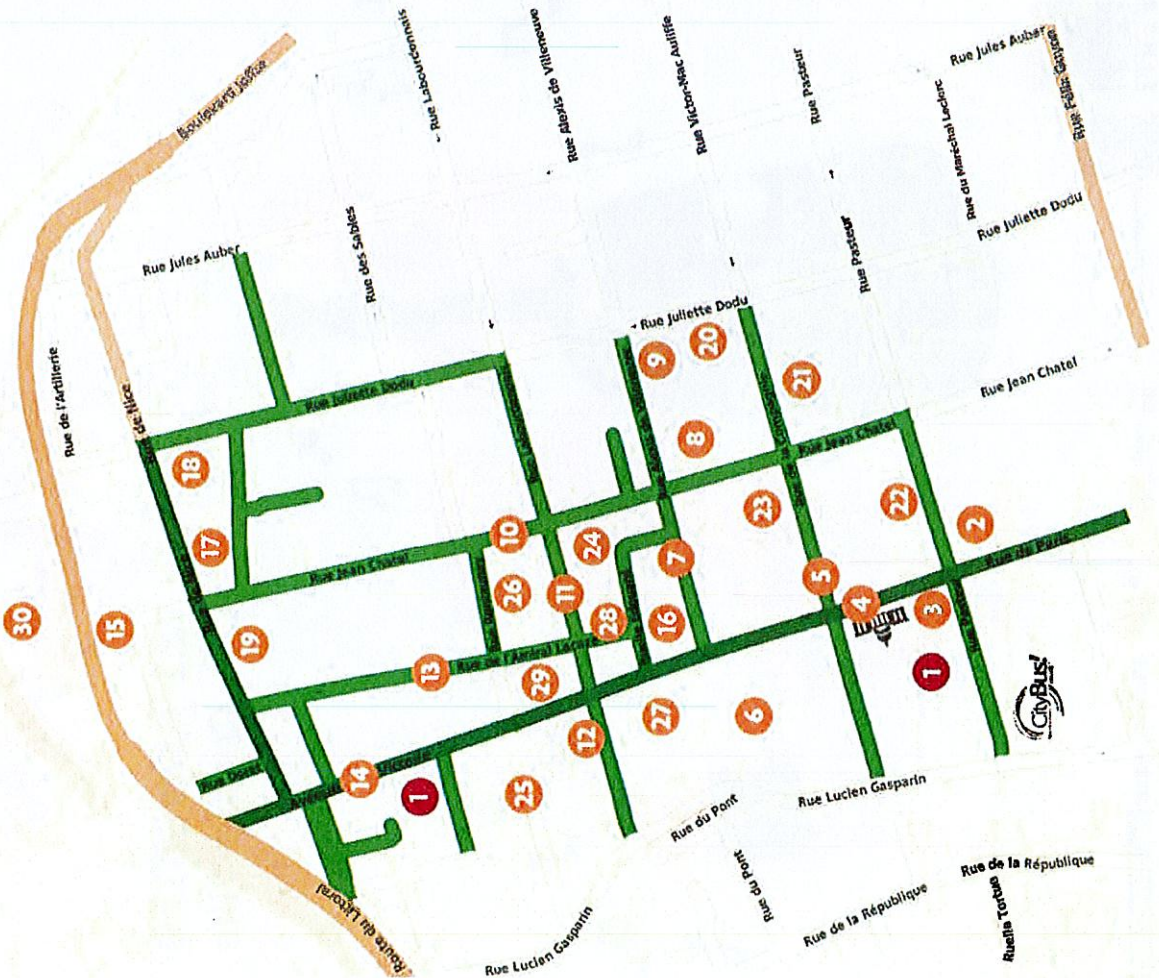 Boulevard Joffre
Rue Labourdonnais
Rue Alexis de Villeneuve
Rue Victor-Mac Auliffe
Rue Pasteur
Rue Jules Auber
Rue Félix Guyon
Rue du Maréchal Leclerc
Rue Juliette Dodu
Rue Jules Auber
Rue des Sables
Rue Pasteur
Rue de l'Artillerie
de Nice
Rue Juliette Dodu
Rue Juliette Dodu
Rue Jean Chatel
Rue Jean Chatel
Rue Jean Chatel
18
17
19
30
15
9
20
21
8
10
24
7
23
22
2
26
11
28
16
5
4
3
13
29
12
27
6
1
14
1
25
Rue de l'Amiral Lacaze
Victoire
Rue de Paris
CityBus!
Route du Littoral
Rue Lucien Gasparin
Rue du Pont
Rue Lucien Gasparin
Rue du Pont
Rue de la République
Rue de la République
Ruelle Tortue